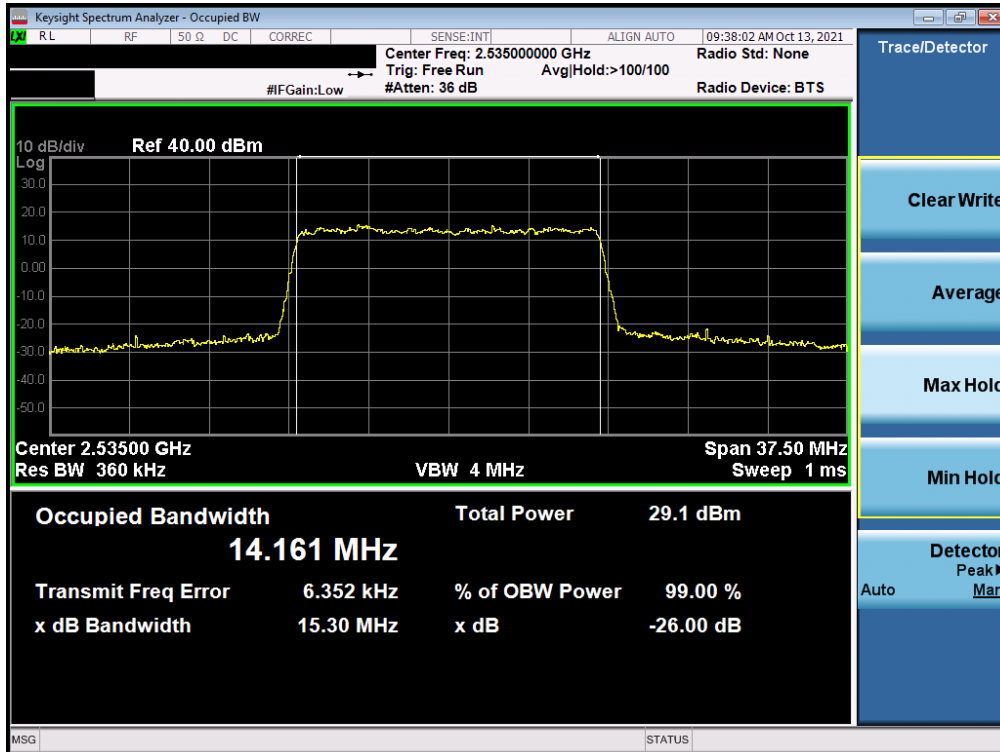 Keysight Spectrum Analyzer - Occupied BW
LXI RL RF 50 Ω DC CORREC SENSE:INT ALIGN AUTO 09:38:02 AM Oct 13, 2021
Center Freq: 2.535000000 GHz Radio Std: None
Trig: Free Run Avg|Hold:>100/100
#IFGain:Low #Atten: 36 dB Radio Device: BTS
Trace/Detector
10 dB/div Ref 40.00 dBm
Log
30.0
20.0
10.0
0.00
-10.0
-20.0
-30.0
-40.0
-50.0
Center 2.53500 GHz Span 37.50 MHz
Res BW 360 kHz VBW 4 MHz Sweep 1 ms
Occupied Bandwidth Total Power 29.1 dBm
14.161 MHz
Transmit Freq Error 6.352 kHz % of OBW Power 99.00 %
x dB Bandwidth 15.30 MHz x dB -26.00 dB
Clear Write
Average
Max Hold
Min Hold
Detector
Peak
Auto Man
MSG STATUS